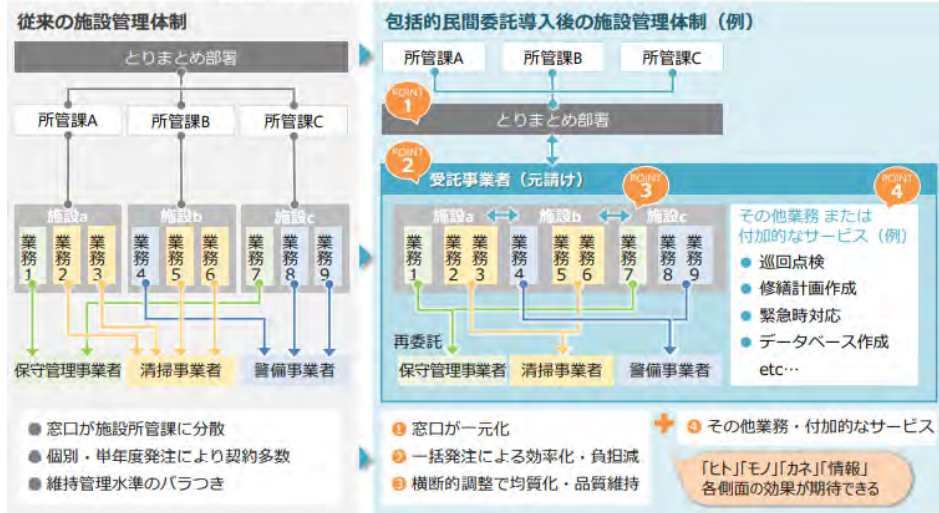 従来の施設管理体制
とりまとめ部署
所管課A
所管課B
所管課C
施設a
施設b
施設c
業務1
業務2
業務3
業務4
業務5
業務6
業務7
業務8
業務9
保守管理事業者
清掃事業者
警備事業者
窓口が施設所管課に分散
個別・単年度発注により契約多数
維持管理水準のバラつき
包括的民間委託導入後の施設管理体制（例）
所管課A
所管課B
所管課C
POINT
1
とりまとめ部署
POINT
2
受託事業者（元請け）
POINT
3
POINT
4
施設a
施設b
施設c
業務1
業務2
業務3
業務4
業務5
業務6
業務7
業務8
業務9
再委託
保守管理事業者
清掃事業者
警備事業者
その他業務 または
付加的なサービス（例）
巡回点検
修繕計画作成
緊急時対応
データベース作成
etc…
❶ 窓口が一元化
❷ 一括発注による効率化・負担減
❸ 横断的調整で均質化・品質維持
❹ その他業務・付加的なサービス
「ヒト」「モノ」「カネ」「情報」
各側面の効果が期待できる